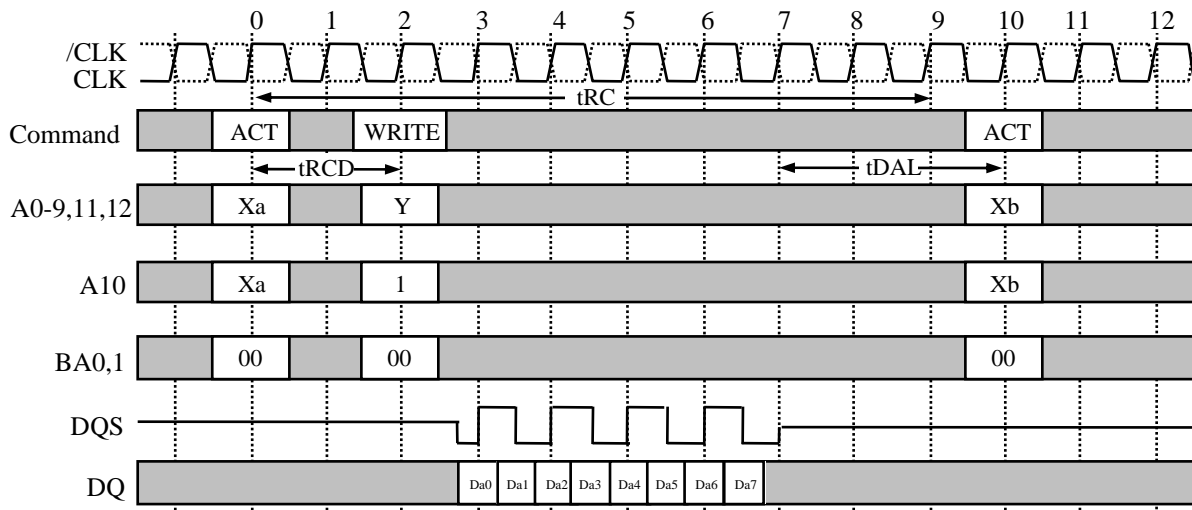 0 1 2 3 4 5 6 7 8 9 10 11 12
/CLK
CLK
tRC
Command ACT WRITE ACT
tRCD tDAL
A0-9,11,12 Xa Y Xb
A10 Xa 1 Xb
BA0,1 00 00 00
DQS
DQ Da0 Da1 Da2 Da3 Da4 Da5 Da6 Da7